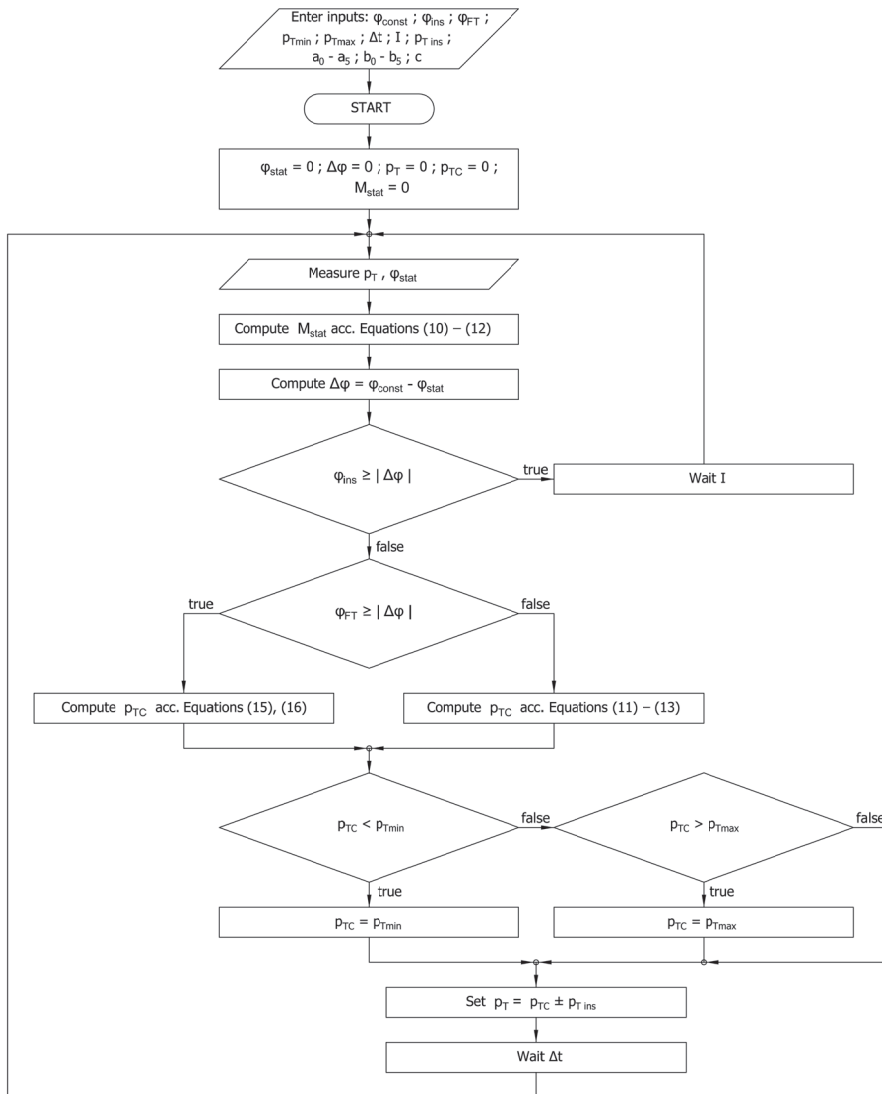 Enter inputs: φconst ; φins ; φFT ;
pTmin ; pTmax ; Δt ; I ; pT ins ;
a0 - a5 ; b0 - b5 ; c
START
φstat = 0 ; Δφ = 0 ; pT = 0 ; pTC = 0 ;
Mstat = 0
Measure pT , φstat
Compute Mstat acc. Equations (10) – (12)
Compute Δφ = φconst - φstat
φins ≥ | Δφ |
true
Wait I
false
φFT ≥ | Δφ |
true
false
Compute pTC acc. Equations (15), (16)
Compute pTC acc. Equations (11) – (13)
pTC < pTmin
false
pTC > pTmax
false
true
true
pTC = pTmin
pTC = pTmax
Set pT = pTC ± pT ins
Wait Δt